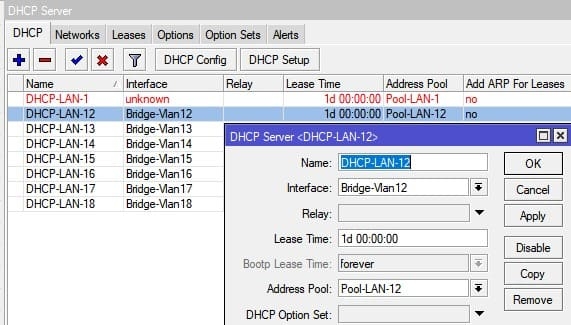 DHCP Server
DHCP Networks Leases Options Option Sets Alerts
DHCP Config DHCP Setup
Name Interface Relay Lease Time Address Pool Add ARP For Leases
DHCP-LAN-1 unknown 1d 00:00:00 Pool-LAN-1 no
DHCP-LAN-12 Bridge-Vlan12 1d 00:00:00 Pool-LAN-12 no
DHCP-LAN-13 Bridge-Vlan13
DHCP-LAN-14 Bridge-Vlan14
DHCP-LAN-15 Bridge-Vlan15
DHCP-LAN-16 Bridge-Vlan16
DHCP-LAN-17 Bridge-Vlan17
DHCP-LAN-18 Bridge-Vlan18
DHCP Server <DHCP-LAN-12>
Name: DHCP-LAN-12 OK
Interface: Bridge-Vlan12 Cancel
Relay: Apply
Lease Time: 1d 00:00:00 Disable
Bootp Lease Time: forever Copy
Address Pool: Pool-LAN-12 Remove
DHCP Option Set: